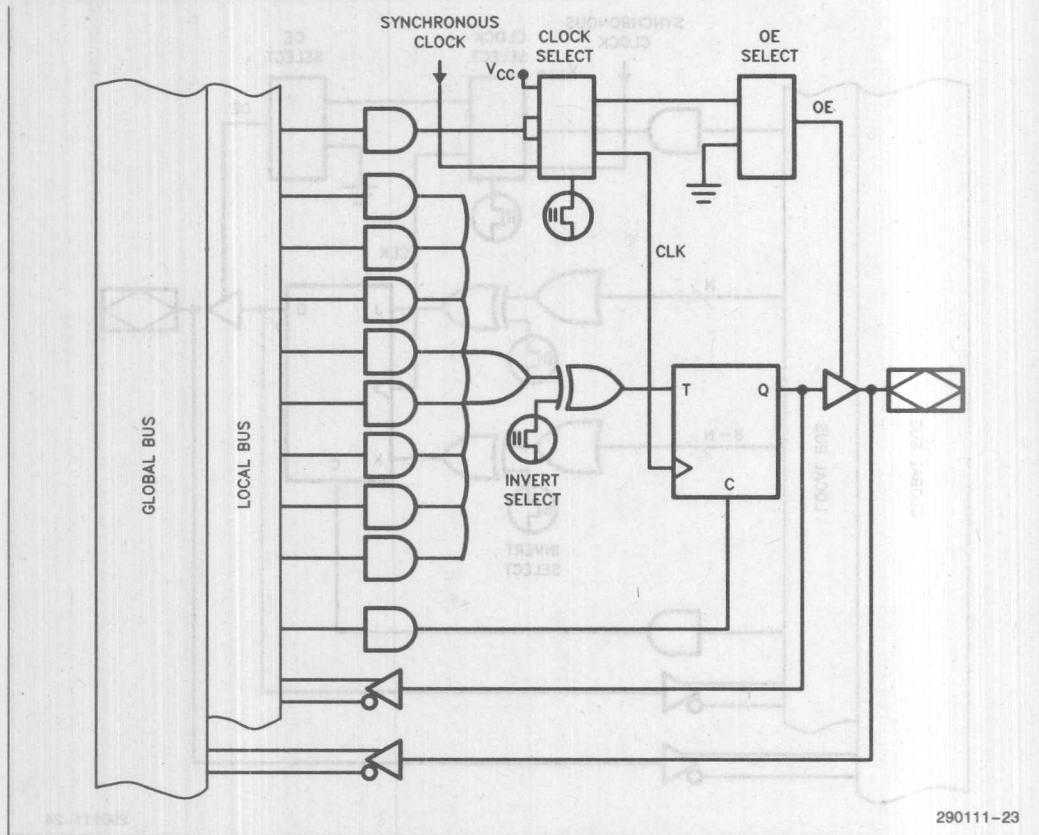 SYNCHRONOUS
CLOCK
CLOCK
SELECT
OE
SELECT
VCC
OE
CLK
GLOBAL BUS
LOCAL BUS
T
Q
C
INVERT
SELECT
290111-23